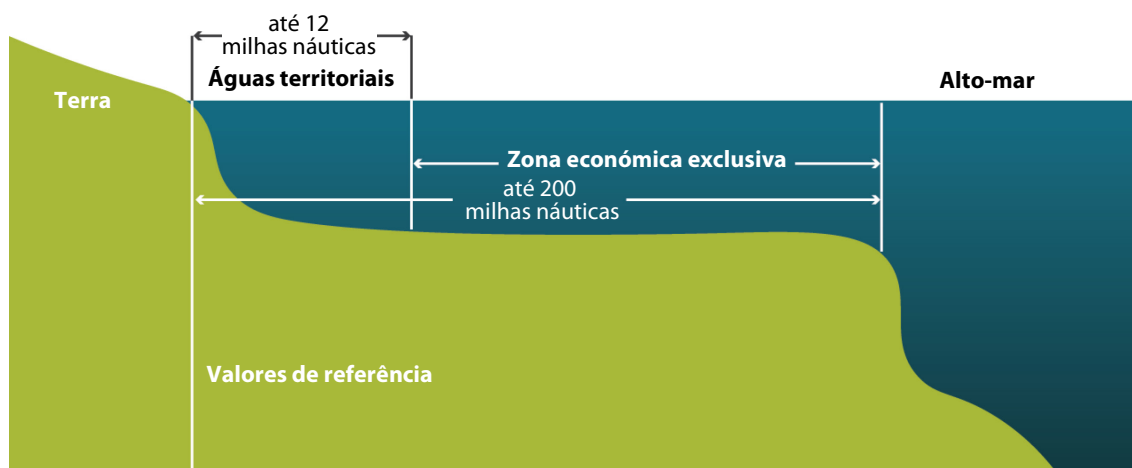 até 12
milhas náuticas
Águas territoriais
Alto-mar
Terra
Zona económica exclusiva
até 200
milhas náuticas
Valores de referência